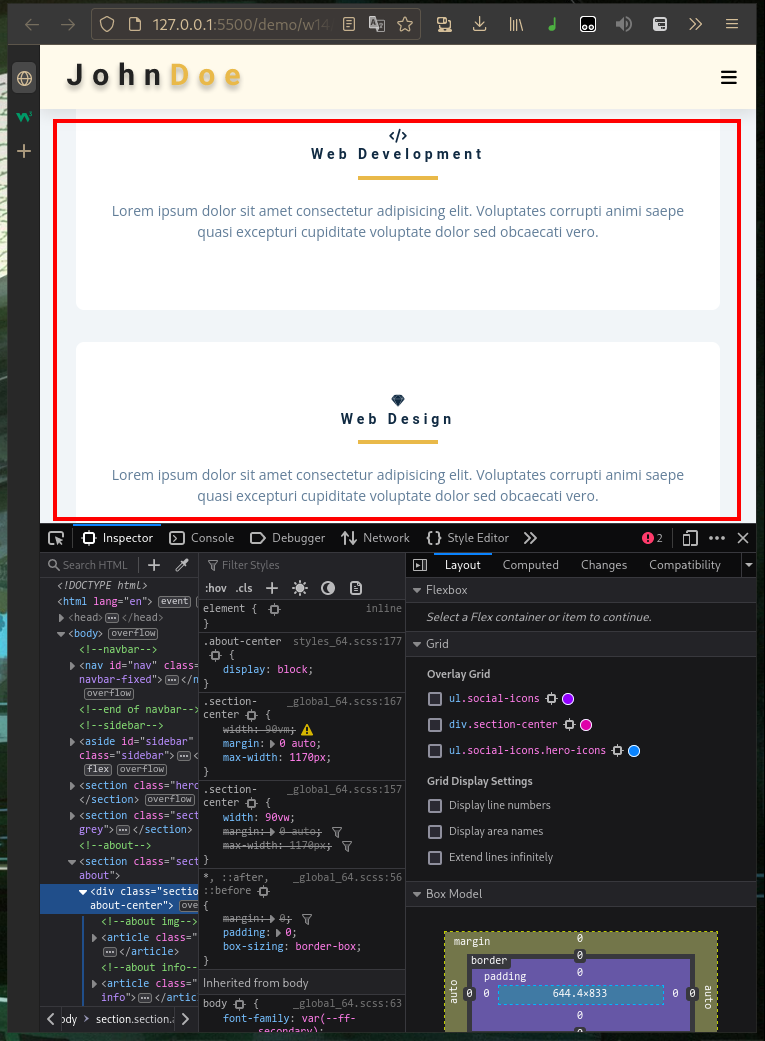 127.0.0.1:5500/demo/w14
JohnDoe
</>
Web Development
Lorem ipsum dolor sit amet consectetur adipisicing elit. Voluptates corrupti animi saepe
quasi excepturi cupiditate voluptate dolor sed obcaecati vero.
Web Design
Lorem ipsum dolor sit amet consectetur adipisicing elit. Voluptates corrupti animi saepe
quasi excepturi cupiditate voluptate dolor sed obcaecati vero.
Inspector Console Debugger Network Style Editor 2
Search HTML
<!DOCTYPE html>
<html lang="en"> event
<head> </head>
<body> overflow
<!--navbar-->
<nav id="nav" class=
navbar-fixed"> </n
overflow
<!--end of navbar--
<!--sidebar-->
<aside id="sidebar"
class="sidebar"> <
flex overflow
<section class="hero
</section> overflow
<section class="sect
grey"> </section>
<!--about-->
<section class="sect
about">
<div class="section
about-center"> ove
<!--about img-->
<article class="
</article>
<!--about info--
<article class="
info"> </artic
ody > section.section.a
Filter Styles
:hov .cls
element { inline
}
.about-center styles_64.scss:177
{
display: block;
}
.section- _global_64.scss:167
center {
width: 90vm;
margin: 0 auto;
max-width: 1170px;
}
.section- _global_64.scss:157
center {
width: 90vw;
margin: 0 auto;
max-width: 1170px;
}
*, ::after, _global_64.scss:56
::before
{
margin: 0;
padding: 0;
box-sizing: border-box;
}
Inherited from body
body { _global_64.scss:63
font-family: var(--ff-
secondary);
Layout Computed Changes Compatibility
Flexbox
Select a Flex container or item to continue.
Grid
Overlay Grid
ul.social-icons
div.section-center
ul.social-icons.hero-icons
Grid Display Settings
Display line numbers
Display area names
Extend lines infinitely
Box Model
margin 0
border 0
padding 0
auto 0 0 644.4×833 0 0 auto
0
0